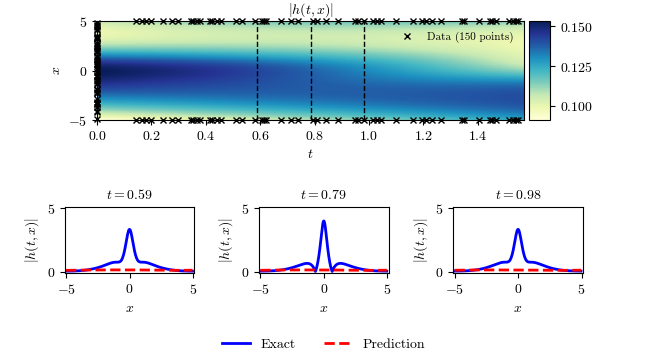 |h(t, x)|
5
0
−5
x
Data (150 points)
0.150
0.125
0.100
0.0 0.2 0.4 0.6 0.8 1.0 1.2 1.4
t
t = 0.59 t = 0.79 t = 0.98
5 5 5
|h(t, x)| |h(t, x)| |h(t, x)|
0 0 0
−5 0 5 −5 0 5 −5 0 5
x x x
Exact Prediction